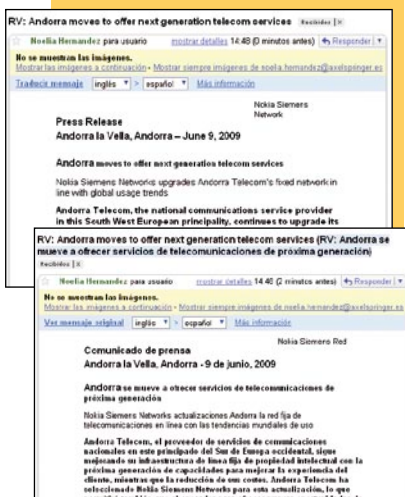 RV: Andorra moves to offer next generation telecom services Recibidos | X
Noelia Hernandez para usuario mostrar detalles 14:48 (0 minutos antes) Responder
No se muestran las imágenes.
Mostrar las imágenes a continuación - Mostrar siempre imágenes de noelia.hernandez@axelspringer.es
Traducir mensaje inglés > español Más información
Nokia Siemens
Network
Press Release
Andorra la Vella, Andorra – June 9, 2009
Andorra moves to offer next generation telecom services
Nokia Siemens Networks upgrades Andorra Telecom's fixed network in
line with global usage trends
Andorra Telecom, the national communications service provider
in this South West European principality, continues to upgrade its
RV: Andorra moves to offer next generation telecom services (RV: Andorra se
mueve a ofrecer servicios de telecomunicaciones de próxima generación)
Recibidos | X
Noelia Hernandez para usuario mostrar detalles 14:48 (2 minutos antes) Responder
No se muestran las imágenes.
Mostrar las imágenes a continuación - Mostrar siempre imágenes de noelia.hernandez@axelspringer.es
Ver mensaje original inglés > español Más información
Nokia Siemens Red
Comunicado de prensa
Andorra la Vella, Andorra - 9 de junio, 2009
Andorra se mueve a ofrecer servicios de telecomunicaciones de
próxima generación
Nokia Siemens Networks actualizaciones Andorra la red fija de
telecomunicaciones en línea con las tendencias mundiales de uso
Andorra Telecom, el proveedor de servicios de comunicaciones
nacionales en este principado del Sur de Europa occidental, sigue
mejorando su infraestructura de línea fija de propiedad intelectual con la
próxima generación de capacidades para mejorar la experiencia del
cliente, mientras que la reducción de sus costes. Andorra Telecom ha
seleccionado Nokia Siemens Networks para esta actualización, lo que